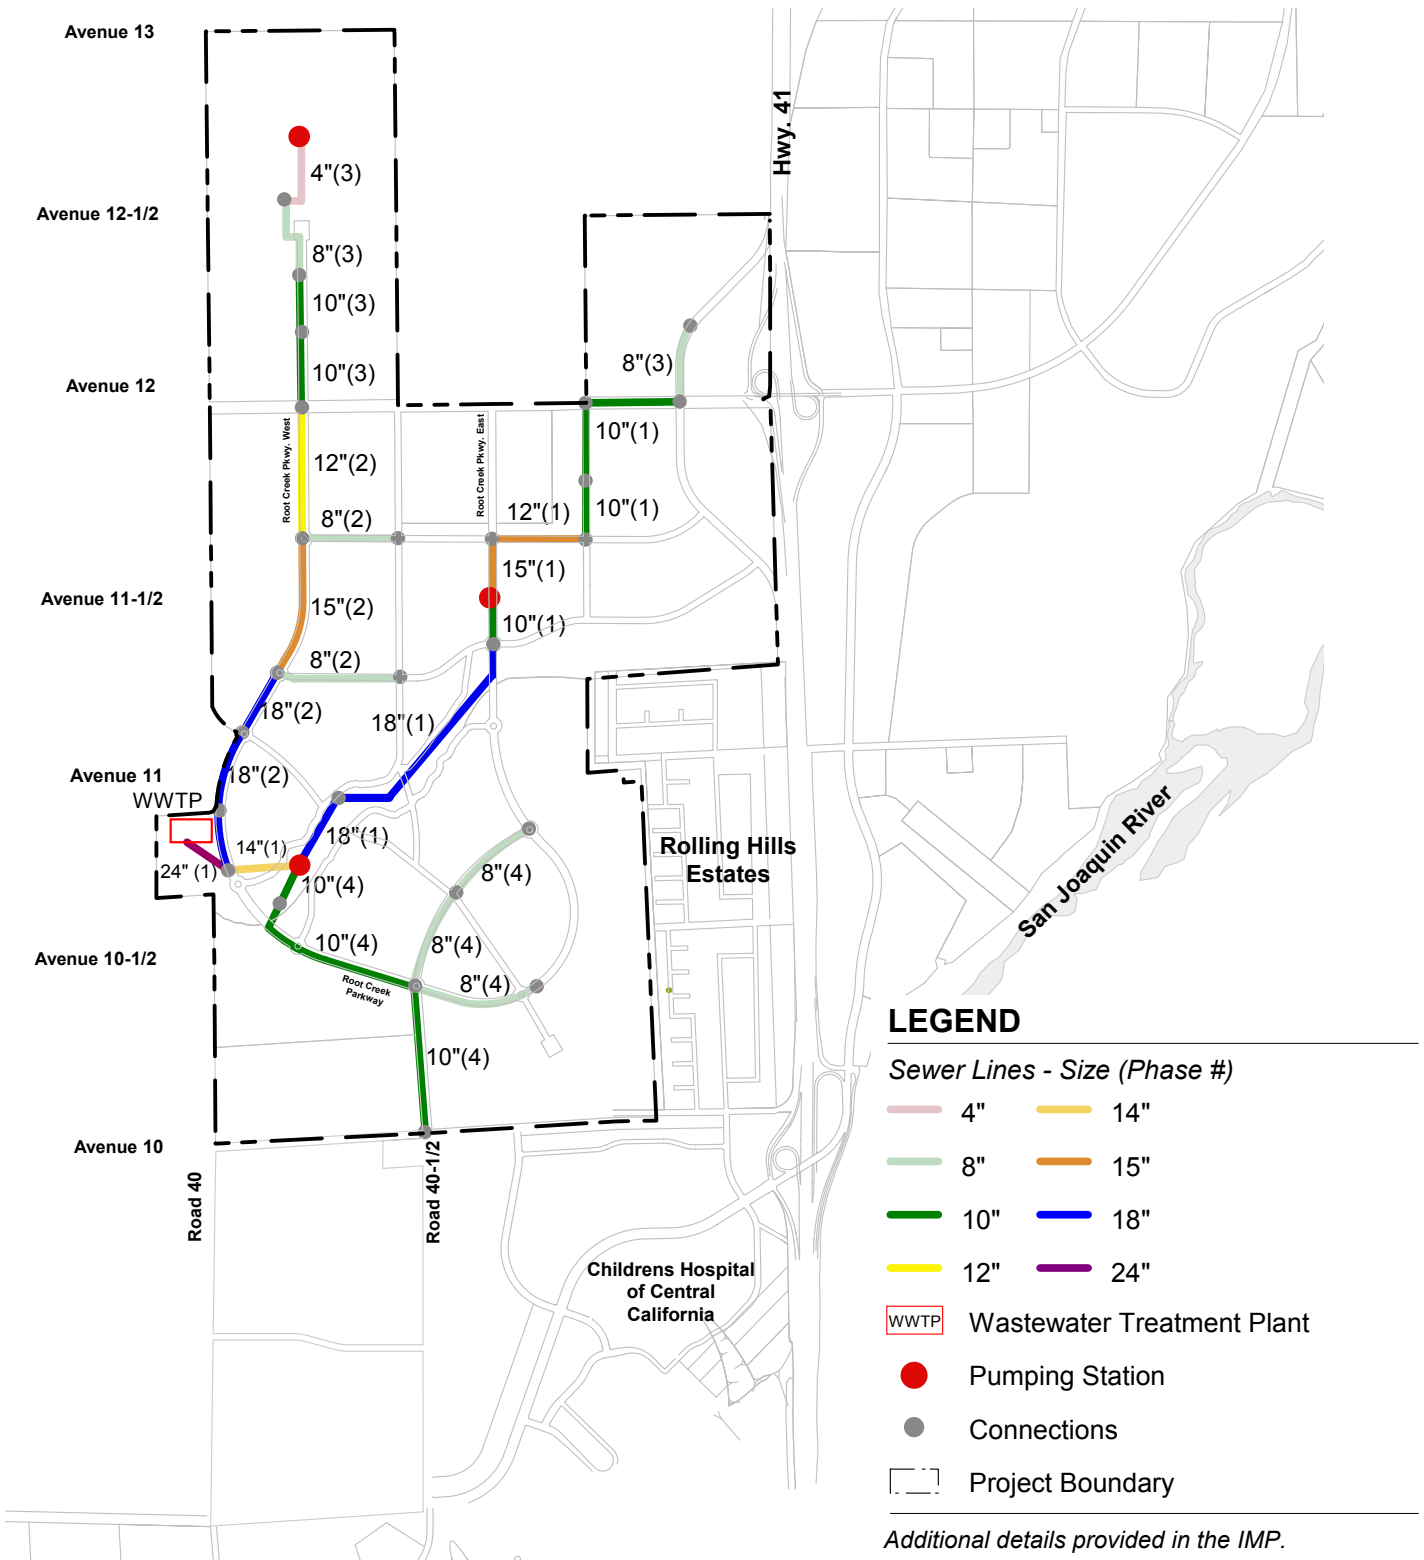 Avenue 13
Hwy. 41
4"(3)
Avenue 12-1/2
8"(3)
10"(3)
8"(3)
10"(3)
Avenue 12
Root Creek Pkwy. West
Root Creek Pkwy. East
10"(1)
12"(2)
12"(1)
10"(1)
8"(2)
15"(1)
Avenue 11-1/2
15"(2)
10"(1)
8"(2)
18"(2)
18"(1)
Avenue 11
18"(2)
WWTP
18"(1)
14"(1)
24" (1)
10"(4)
8"(4)
Rolling Hills
Estates
San Joaquin River
10"(4)
8"(4)
Avenue 10-1/2
8"(4)
Root Creek
Parkway
10"(4)
Avenue 10
Road 40
Road 40-1/2
Childrens Hospital
of Central
California
LEGEND
Sewer Lines - Size (Phase #)
4" 14"
8" 15"
10" 18"
12" 24"
WWTP Wastewater Treatment Plant
Pumping Station
Connections
Project Boundary
Additional details provided in the IMP.